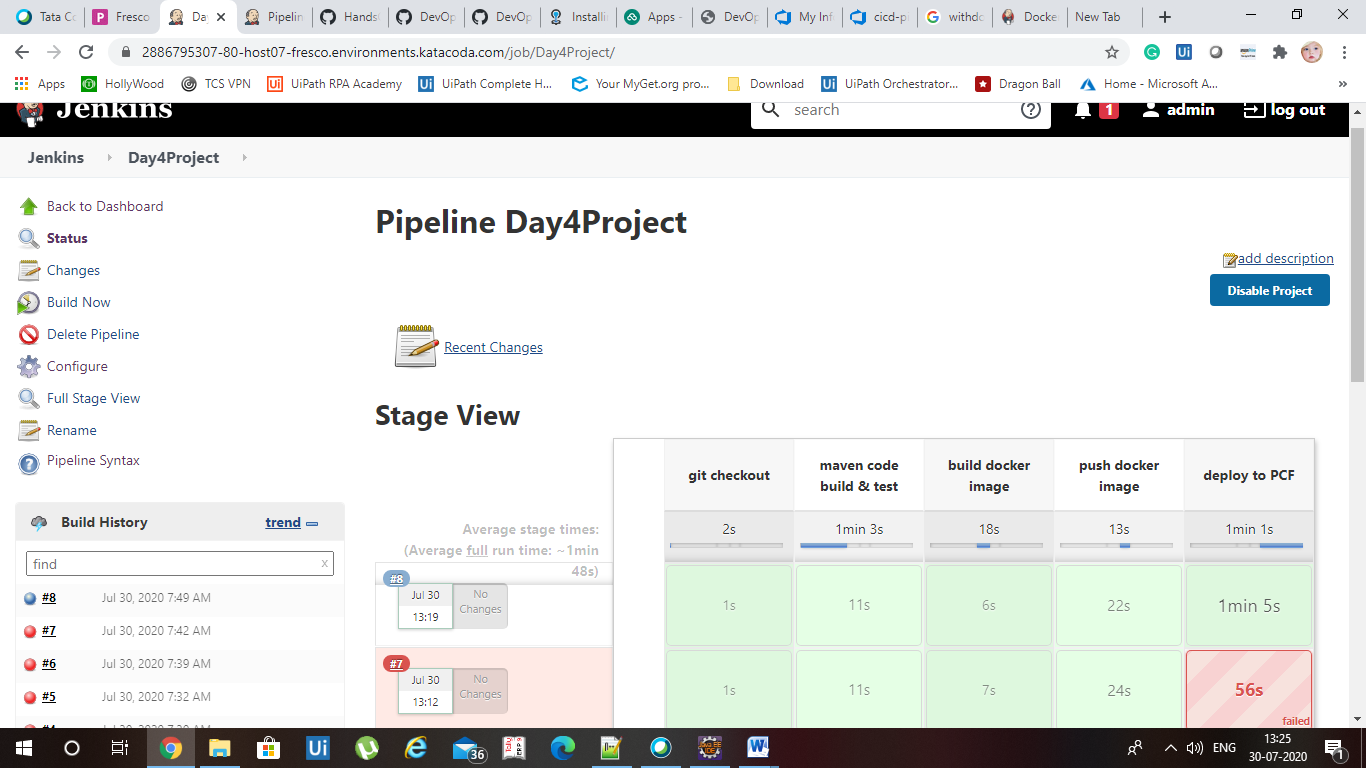 Tata Co
Fresco
Day
Pipelin
Hands
DevOp
DevOp
Installi
Apps -
DevOp
My Inf
cicd-p
withdo
Docke
New Tab
2886795307-80-host07-fresco.environments.katacoda.com/job/Day4Project/
Apps
HollyWood
TCS VPN
UiPath RPA Academy
UiPath Complete H...
Your MyGet.org pro...
Download
UiPath Orchestrator...
Dragon Ball
Home - Microsoft A...
»
Jenkins
search
1
admin
log out
Jenkins
Day4Project
Back to Dashboard
Status
Changes
Build Now
Delete Pipeline
Configure
Full Stage View
Rename
Pipeline Syntax
Pipeline Day4Project
add description
Disable Project
Recent Changes
Stage View
Build History
trend
find
x
#8 Jul 30, 2020 7:49 AM
#7 Jul 30, 2020 7:42 AM
#6 Jul 30, 2020 7:39 AM
#5 Jul 30, 2020 7:32 AM
git checkout
maven code
build & test
build docker
image
push docker
image
deploy to PCF
Average stage times:
(Average full run time: ~1min
48s)
2s
1min 3s
18s
13s
1min 1s
#8
Jul 30
13:19
No
Changes
1s
11s
6s
22s
1min 5s
#7
Jul 30
13:12
No
Changes
1s
11s
7s
24s
56s
failed
36
ENG
13:25
30-07-2020
1